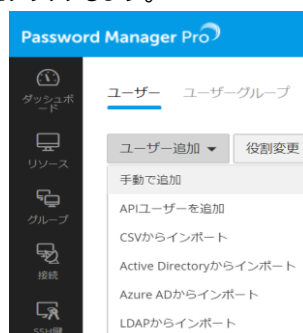 Password Manager Pro
ダッシュボ
ード
ユーザー ユーザーグループ
ユーザー追加 役割変更
リソース
手動で追加
APIユーザーを追加
グループ
CSVからインポート
Active Directoryからインポート
接続
Azure ADからインポート
LDAPからインポート
SSH鍵